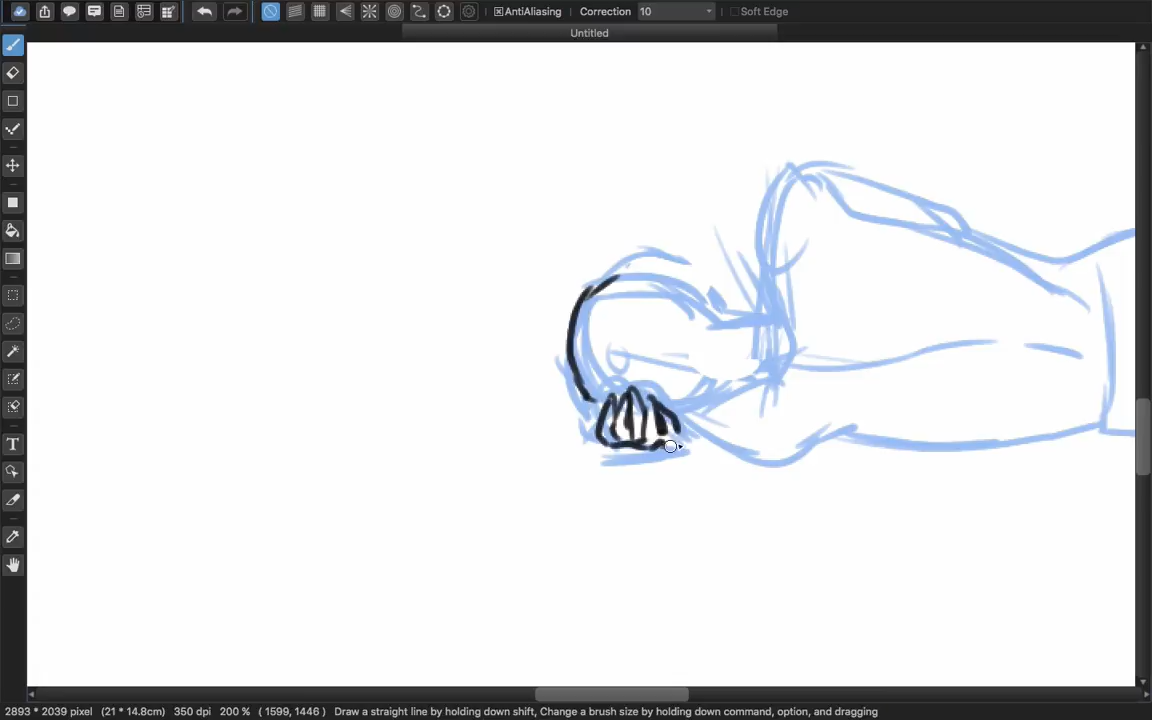 AntiAliasing Correction 10 Soft Edge
Untitled
T
2893 * 2039 pixel (21 * 14.8cm) 350 dpi 200 % ( 1599, 1446 ) Draw a straight line by holding down shift, Change a brush size by holding down command, option, and dragging